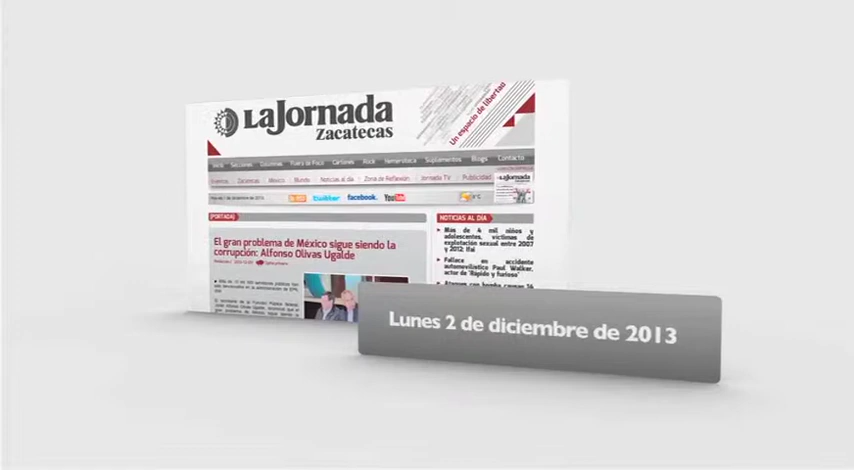 LaJornada
Zacatecas
Un espacio de libertad
Inicio Secciones Columnas Fuera la Foco Cartones Rock Hemeroteca Suplementos Blogs Contacto
Eventos Zacatecas México Mundo Noticias al día Zona de Reflexión Jornada TV Publicidad
LaJornada
twitter facebook. YouTube
[PORTADA]
NOTICIAS AL DÍA
El gran problema de México sigue siendo la
corrupción: Alfonso Olivas Ugalde
Más de 4 mil niños y
adolescentes, víctimas de
explotación sexual entre 2007
y 2012:
Fallece en accidente
automovilístico Paul Walker,
actor de "Rápido y furioso"
Lunes 2 de diciembre de 2013